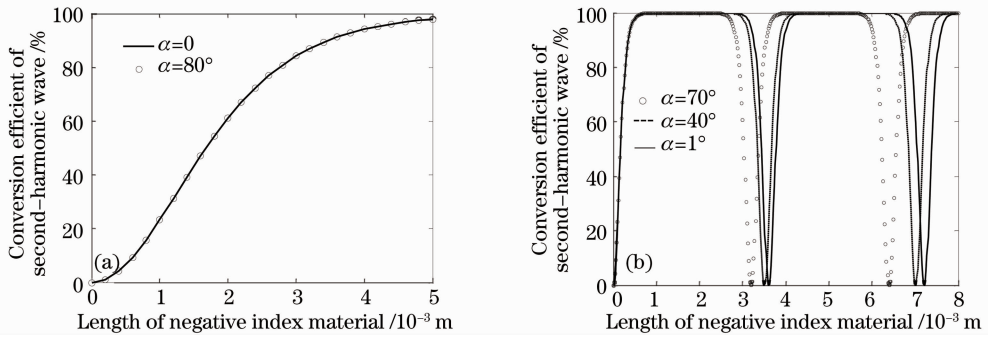 Conversion efficient of
second-harmonic wave /%
100
80
60
40
20
0
α=0
α=80°
(a)
0 1 2 3 4 5
Length of negative index material /10⁻³ m
Conversion efficient of
second-harmonic wave /%
100
80
60
40
20
0
α=70°
α=40°
α=1°
(b)
0 1 2 3 4 5 6 7 8
Length of negative index material /10⁻³ m